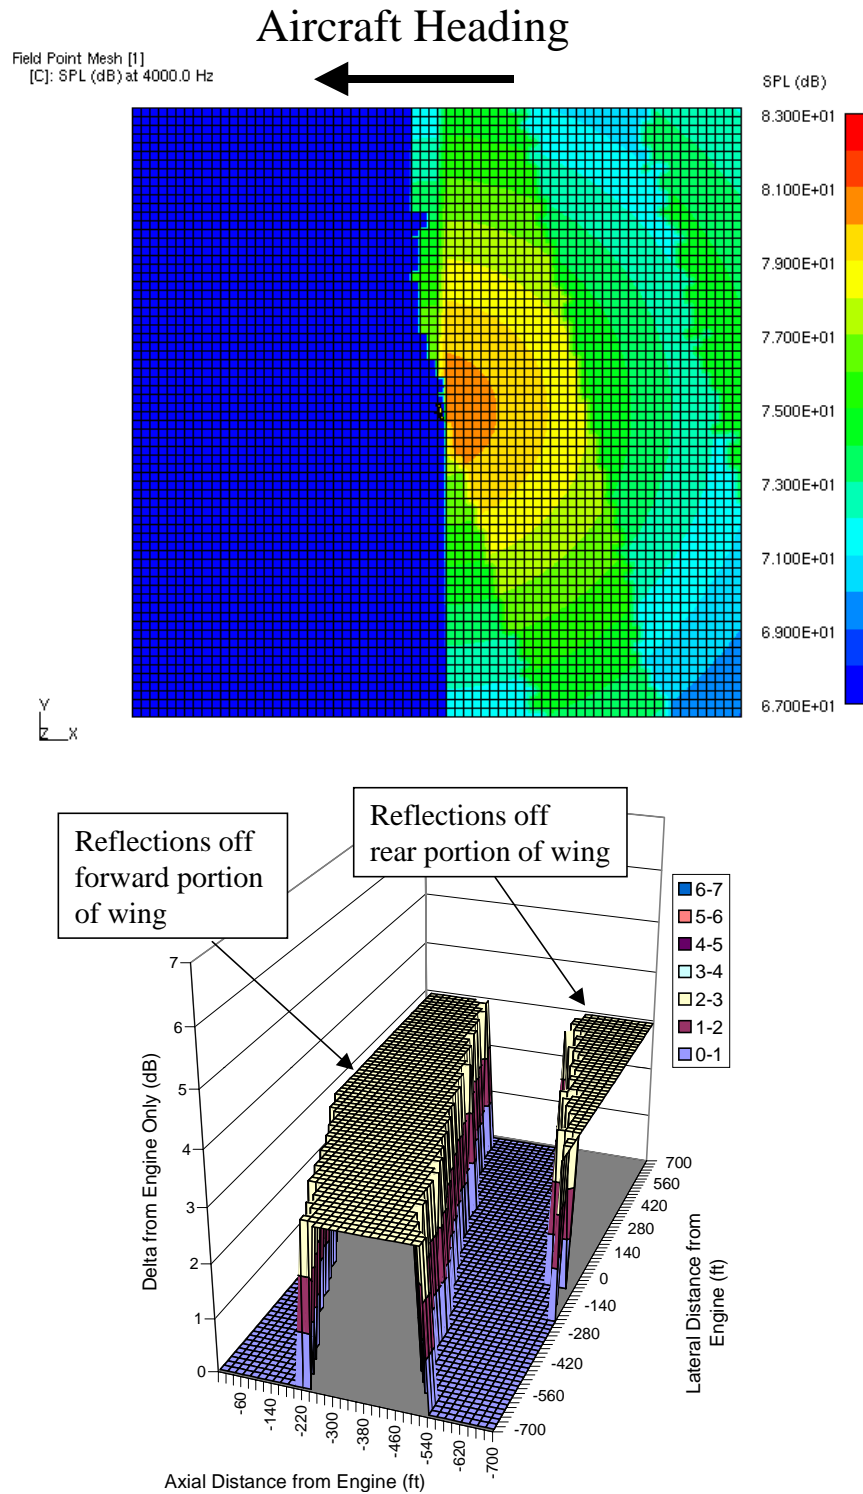 Aircraft Heading
Field Point Mesh [1]
[C]: SPL (dB) at 4000.0 Hz
SPL (dB)
8.300E+01
8.100E+01
7.900E+01
7.700E+01
7.500E+01
7.300E+01
7.100E+01
6.900E+01
6.700E+01
Y
Z X
Reflections off
forward portion
of wing
Reflections off
rear portion of wing
6-7
5-6
4-5
3-4
2-3
1-2
0-1
7
6
5
4
3
2
1
0
Delta from Engine Only (dB)
-60
-140
-220
-300
-380
-460
-540
-620
-700
Axial Distance from Engine (ft)
700
560
420
280
140
0
-140
-280
-420
-560
-700
Lateral Distance from
Engine (ft)